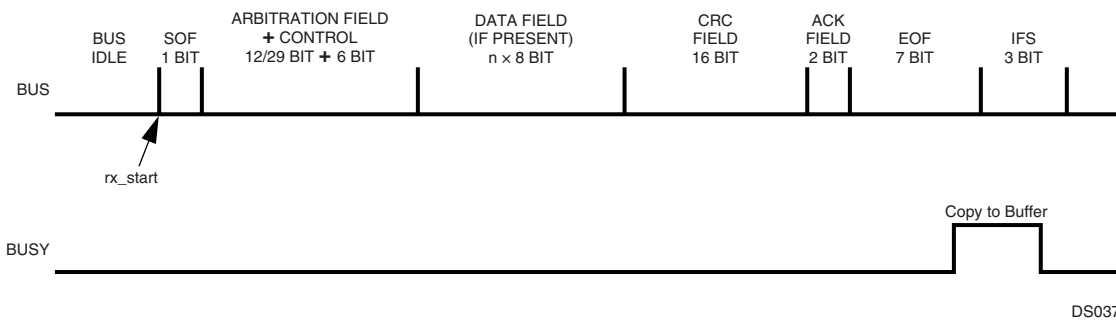 BUS
IDLE
SOF
1 BIT
ARBITRATION FIELD
+ CONTROL
12/29 BIT + 6 BIT
DATA FIELD
(IF PRESENT)
n × 8 BIT
CRC
FIELD
16 BIT
ACK
FIELD
2 BIT
EOF
7 BIT
IFS
3 BIT
BUS
rx_start
Copy to Buffer
BUSY
DS037